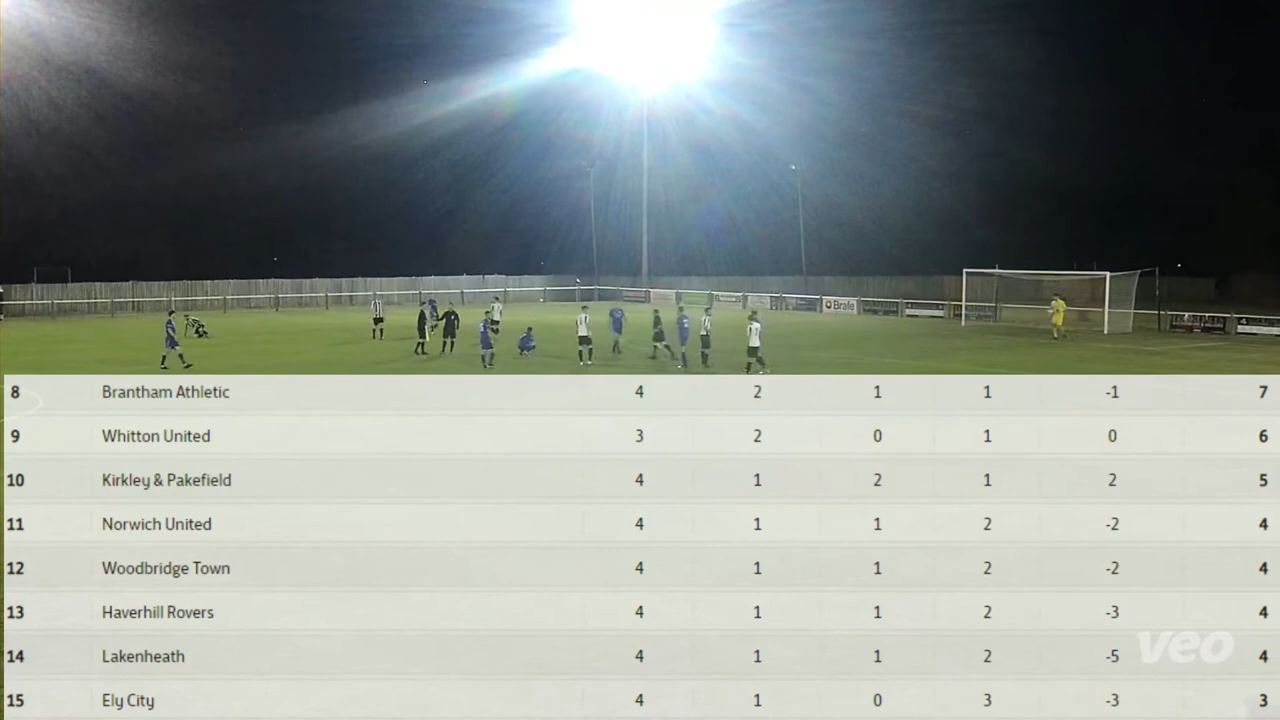 Brafe
8 Brantham Athletic 4 2 1 1 -1 7
9 Whitton United 3 2 0 1 0 6
10 Kirkley & Pakefield 4 1 2 1 2 5
11 Norwich United 4 1 1 2 -2 4
12 Woodbridge Town 4 1 1 2 -2 4
13 Haverhill Rovers 4 1 1 2 -3 4
14 Lakenheath 4 1 1 2 -5 4
veo
15 Ely City 4 1 0 3 -3 3